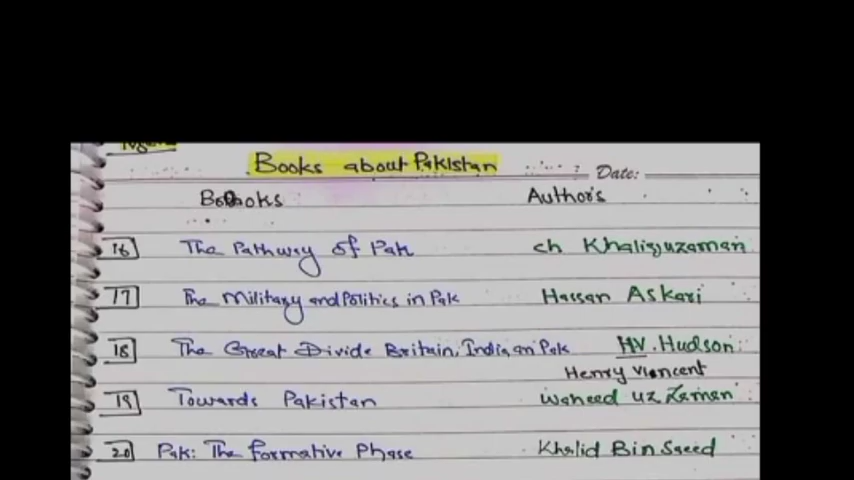 Books about Pakistan
Date:
Books Authors
16 The Pathway of Pak ch Khaliquzaman
17 The Military and Politics in Pak Hassan Askari
18 The Great Divide Britain, India an Pak HV. Hudson
Henry Vincent
19 Towards Pakistan Waheed uz Zaman
20 Pak: The Formative Phase Khalid Bin Saeed